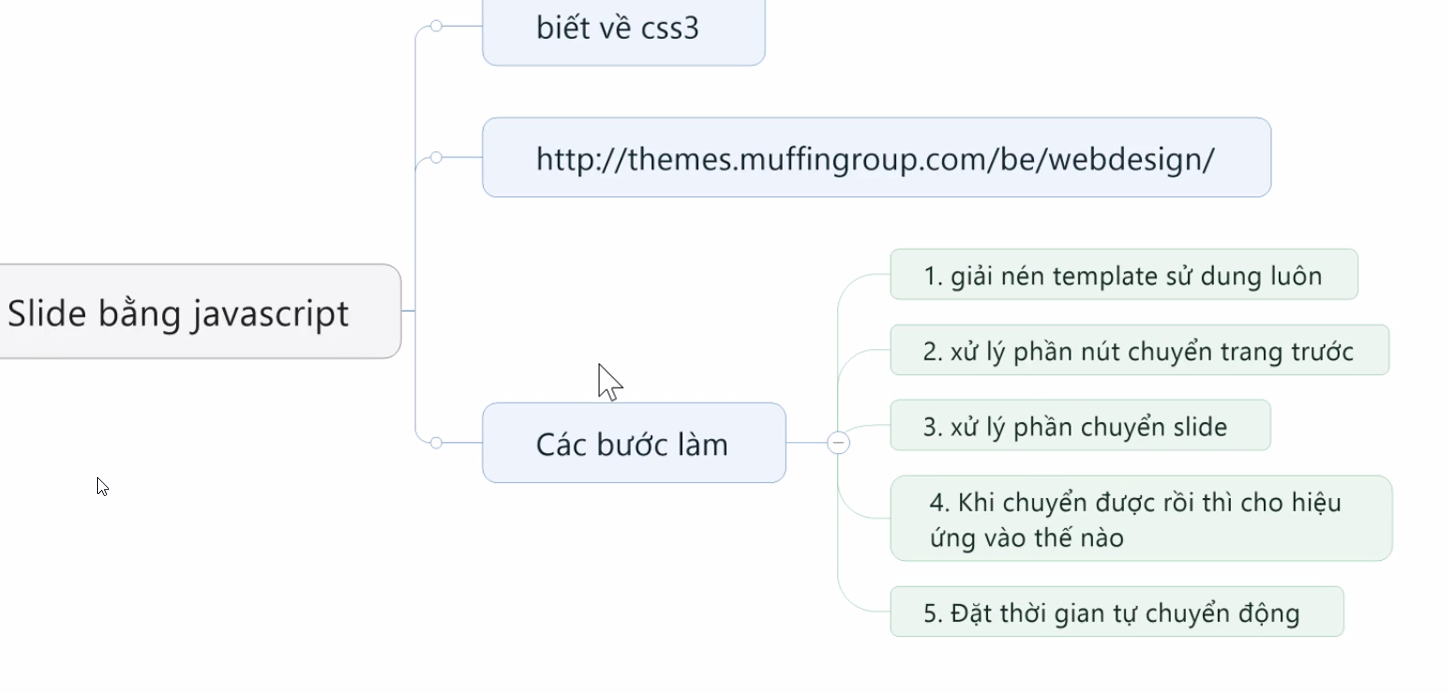 biết về css3
http://themes.muffingroup.com/be/webdesign/
Slide bằng javascript
Các bước làm
1. giải nén template sử dung luôn
2. xử lý phần nút chuyển trang trước
3. xử lý phần chuyển slide
4. Khi chuyển được rồi thì cho hiệu
ứng vào thế nào
5. Đặt thời gian tự chuyển động